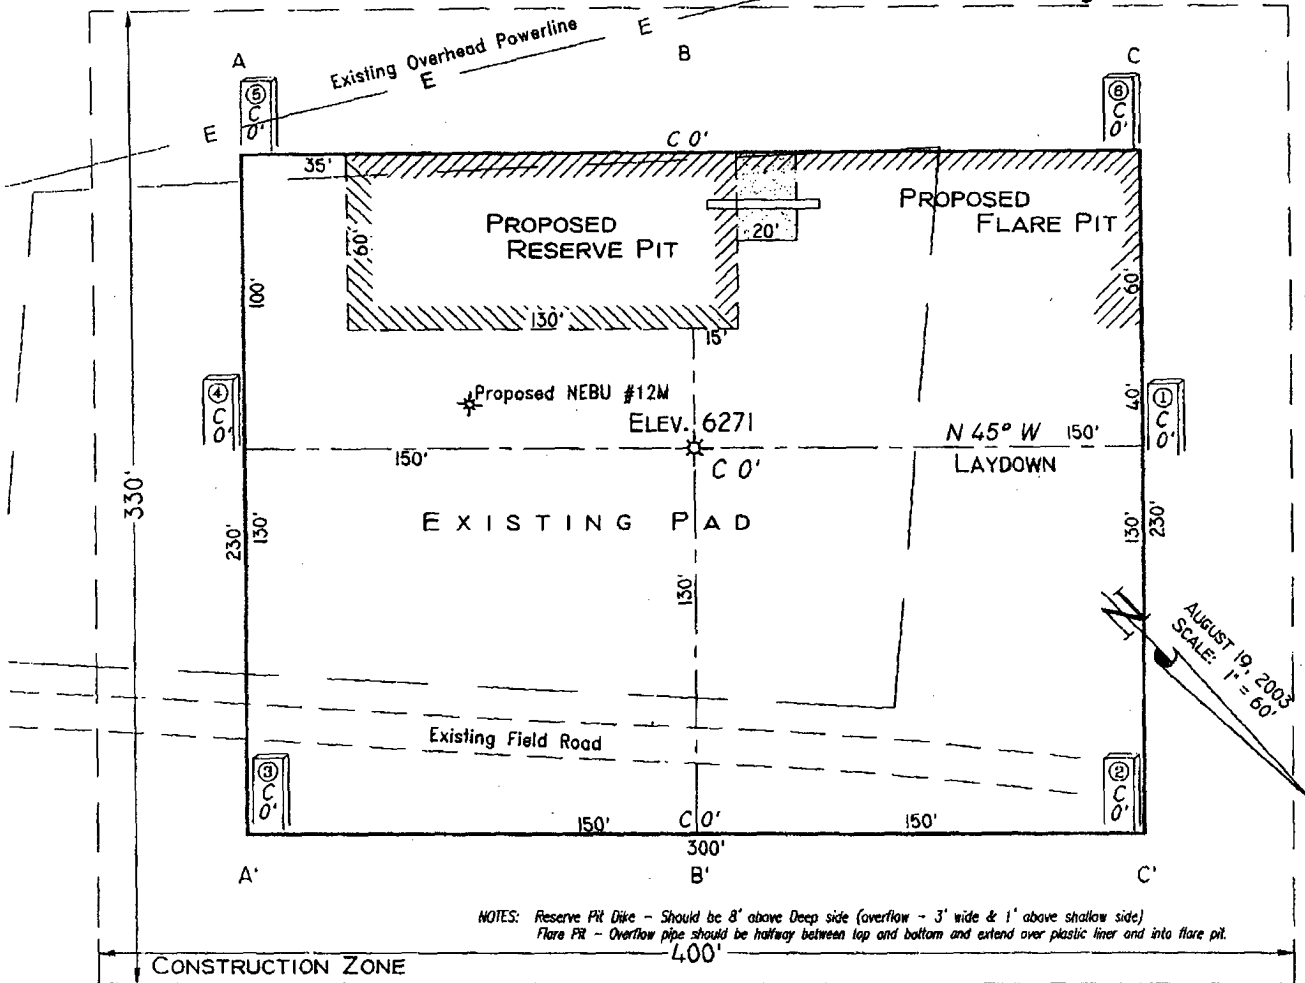 Existing Overhead Powerline
E
E
E
A
B
C
⑤
C
0'
⑥
C
0'
C 0'
35'
PROPOSED
RESERVE PIT
20'
PROPOSED
FLARE PIT
60'
60'
100'
130'
15'
40'
④
C
0'
Proposed NEBU #12M
ELEV. 6271
①
C
0'
N 45° W
150'
150'
C 0'
LAYDOWN
330'
EXISTING PAD
230'
130'
130'
130'
230'
N
AUGUST 19, 2003
SCALE: 1" = 60'
Existing Field Road
③
C
0'
②
C
0'
150'
C 0'
150'
300'
A'
B'
C'
NOTES: Reserve Pit Dike - Should be 8' above Deep side (overflow - 3' wide & 1' above shallow side)
Flare Pit - Overflow pipe should be halfway between top and bottom and extend over plastic liner and into flare pit.
400'
CONSTRUCTION ZONE